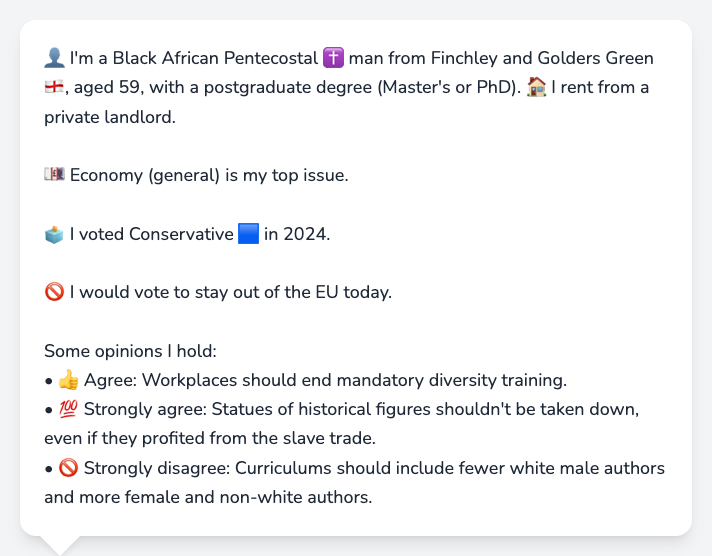 👤 I'm a Black African Pentecostal ✝️ man from Finchley and Golders Green
🏴󠁧󠁢󠁥󠁮󠁧󠁿, aged 59, with a postgraduate degree (Master's or PhD). 🏠 I rent from a
private landlord.
💷 Economy (general) is my top issue.
🗳️ I voted Conservative 🟦 in 2024.
🚫 I would vote to stay out of the EU today.
Some opinions I hold:
• 👍 Agree: Workplaces should end mandatory diversity training.
• 💯 Strongly agree: Statues of historical figures shouldn't be taken down,
even if they profited from the slave trade.
• 🚫 Strongly disagree: Curriculums should include fewer white male authors
and more female and non-white authors.